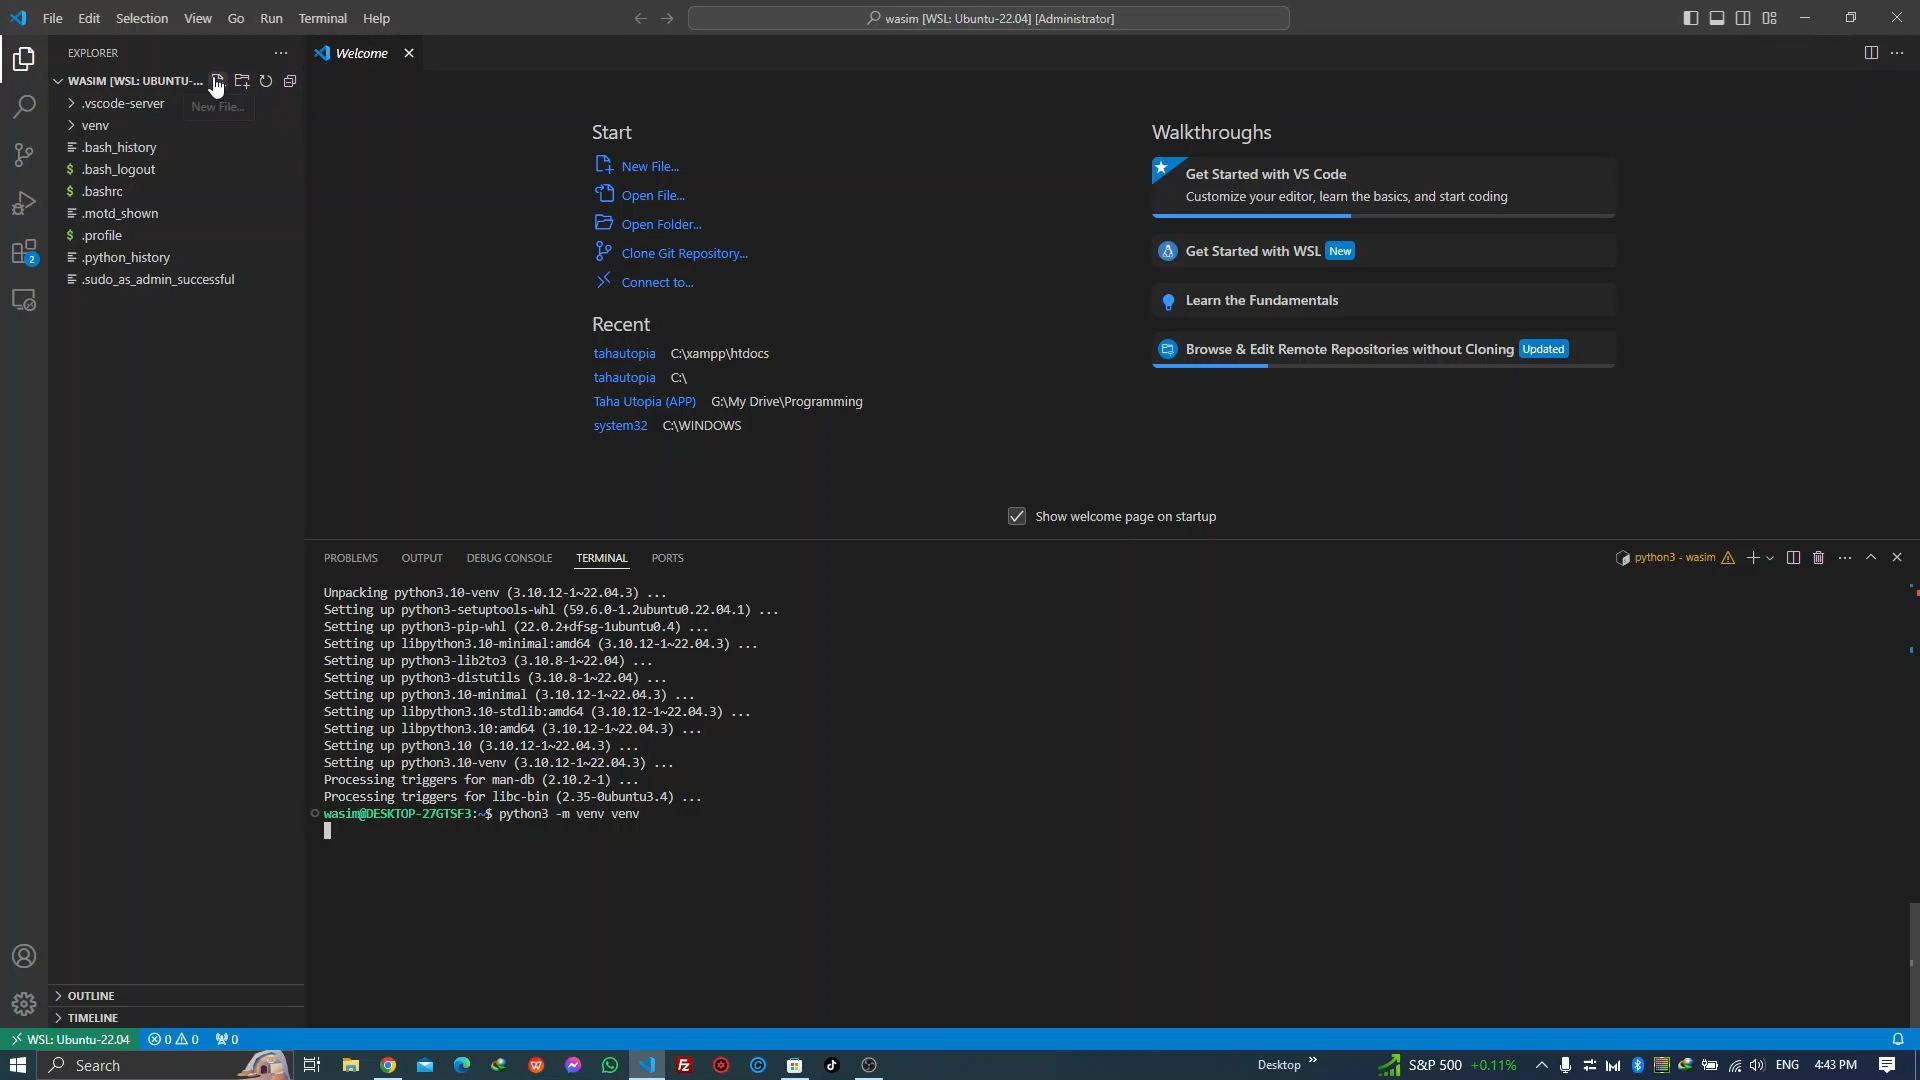 File Edit Selection View Go Run Terminal Help
wasim [WSL: Ubuntu-22.04] [Administrator]
EXPLORER
Welcome
WASIM [WSL: UBUNTU-...
New File...
.vscode-server
venv
.bash_history
.bash_logout
.bashrc
.motd_shown
.profile
.python_history
.sudo_as_admin_successful
2
Start
New File...
Open File...
Open Folder...
Clone Git Repository...
Connect to...
Recent
tahautopia C:\xampp\htdocs
tahautopia C:\
Taha Utopia (APP) G:\My Drive\Programming
system32 C:\WINDOWS
Walkthroughs
Get Started with VS Code
Customize your editor, learn the basics, and start coding
Get Started with WSL New
Learn the Fundamentals
Browse & Edit Remote Repositories without Cloning Updated
Show welcome page on startup
PROBLEMS OUTPUT DEBUG CONSOLE TERMINAL PORTS
python3 - wasim
Unpacking python3.10-venv (3.10.12-1~22.04.3) ...
Setting up python3-setuptools-whl (59.6.0-1.2ubuntu0.22.04.1) ...
Setting up python3-pip-whl (22.0.2+dfsg-1ubuntu0.4) ...
Setting up libpython3.10-minimal:amd64 (3.10.12-1~22.04.3) ...
Setting up python3-lib2to3 (3.10.8-1~22.04) ...
Setting up python3-distutils (3.10.8-1~22.04) ...
Setting up python3.10-minimal (3.10.12-1~22.04.3) ...
Setting up libpython3.10-stdlib:amd64 (3.10.12-1~22.04.3) ...
Setting up libpython3.10:amd64 (3.10.12-1~22.04.3) ...
Setting up python3.10 (3.10.12-1~22.04.3) ...
Setting up python3.10-venv (3.10.12-1~22.04.3) ...
Processing triggers for man-db (2.10.2-1) ...
Processing triggers for libc-bin (2.35-0ubuntu3.4) ...
wasim@DESKTOP-27GTSF3:~$ python3 -m venv venv
OUTLINE
TIMELINE
WSL: Ubuntu-22.04 0 0 0
Search
Desktop
S&P 500 +0.11%
ENG 4:43 PM